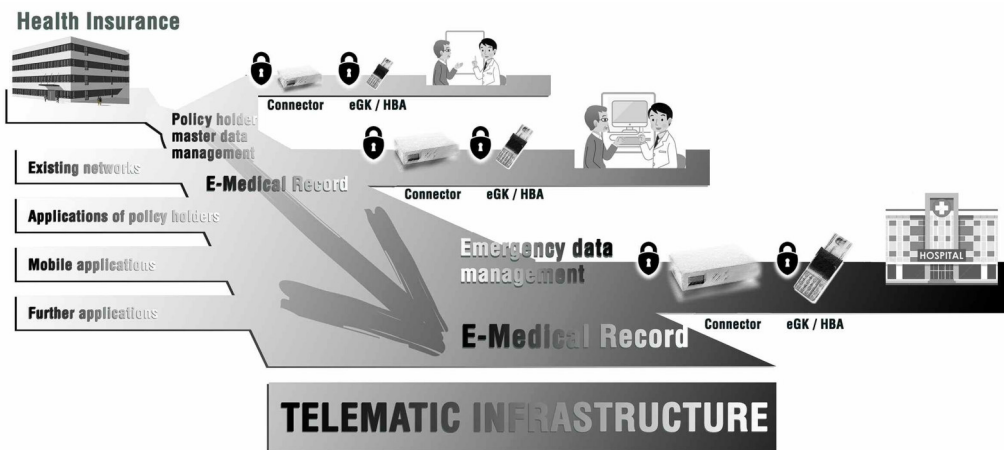 Health Insurance
Connector
eGK / HBA
Policy holder
master data
management
Existing networks
E-Medical Record
Connector
eGK / HBA
Applications of policy holders
Emergency data
management
Mobile applications
HOSPITAL
Further applications
Connector
eGK / HBA
E-Medical Record
TELEMATIC INFRASTRUCTURE